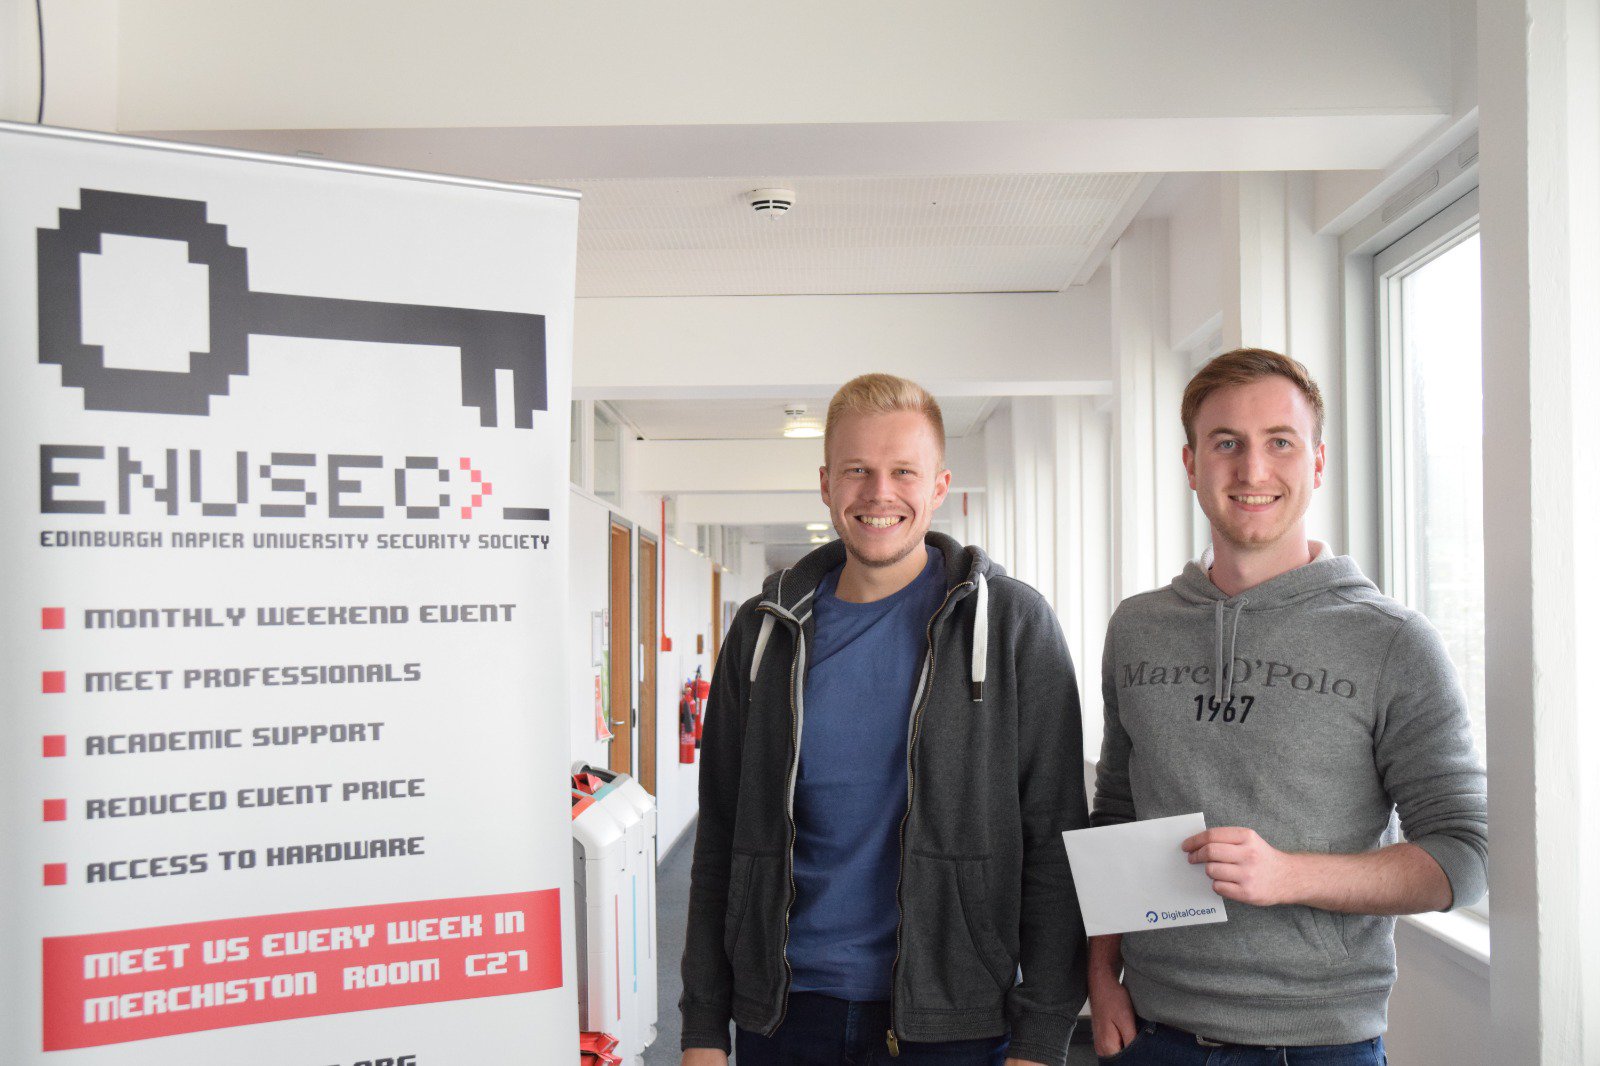 ENUSEC>_
EDINBURGH NAPIER UNIVERSITY SECURITY SOCIETY
MONTHLY WEEKEND EVENT
MEET PROFESSIONALS
ACADEMIC SUPPORT
REDUCED EVENT PRICE
ACCESS TO HARDWARE
MEET US EVERY WEEK IN
MERCHISTON ROOM C27
Marc O'Polo
1967
DigitalOcean